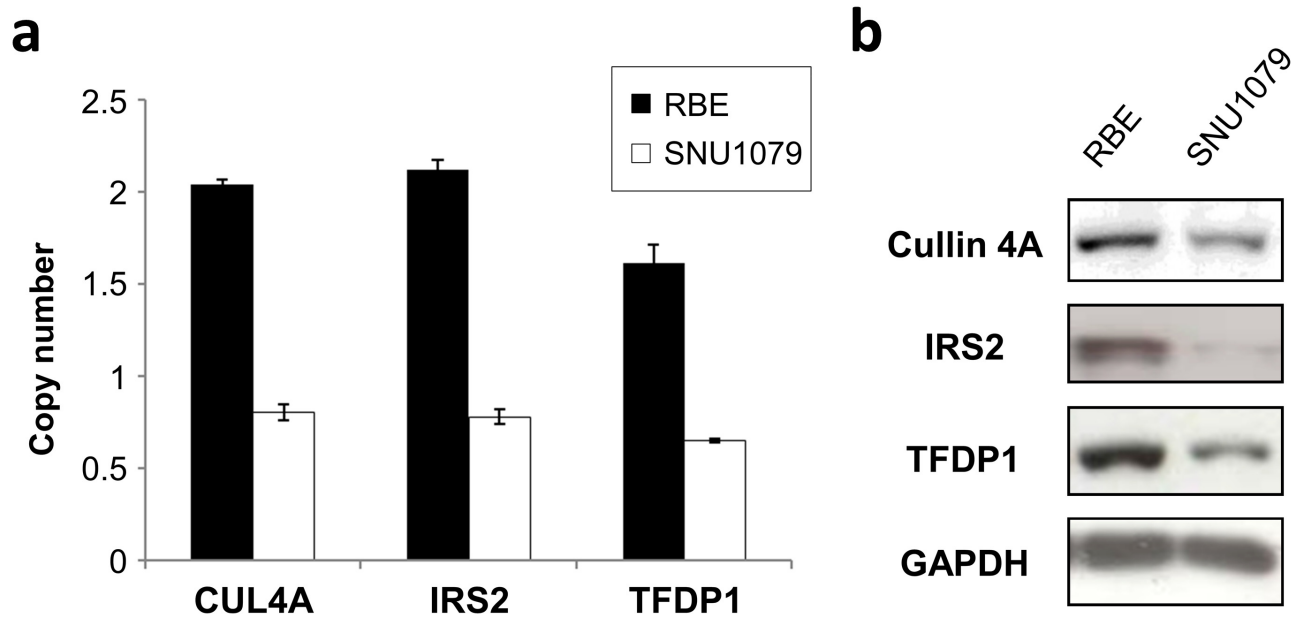 a
RBE
SNU1079
2.5
2
1.5
1
0.5
0
Copy number
CUL4A IRS2 TFDP1
b
RBE SNU1079
Cullin 4A
IRS2
TFDP1
GAPDH